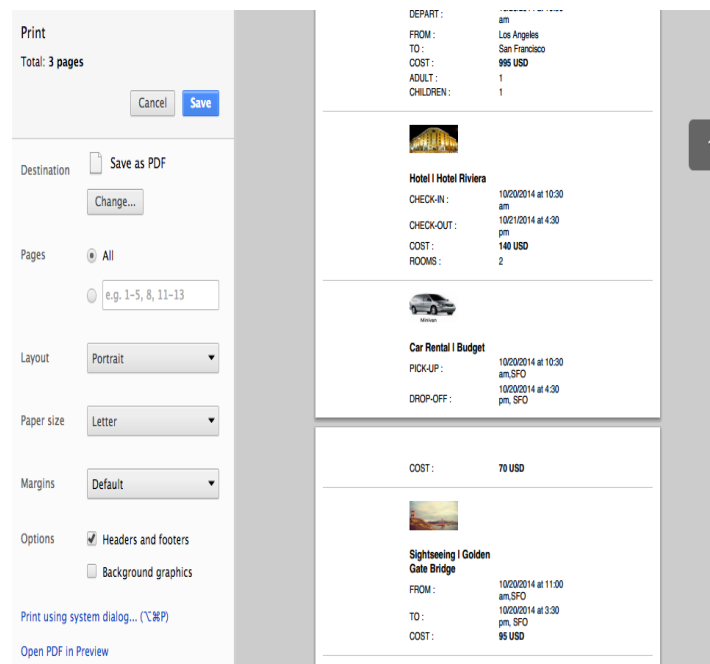 Print
Total: 3 pages
Cancel Save
Destination Save as PDF
Change...
Pages All
e.g. 1-5, 8, 11-13
Layout Portrait
Paper size Letter
Margins Default
Options Headers and footers
Background graphics
Print using system dialog... (⌥⌘P)
Open PDF in Preview
DEPART :
am
FROM : Los Angeles
TO : San Francisco
COST : 995 USD
ADULT : 1
CHILDREN : 1
Hotel | Hotel Riviera
CHECK-IN : 10/20/2014 at 10:30
am
CHECK-OUT : 10/21/2014 at 4:30
pm
COST : 140 USD
ROOMS : 2
Minivan
Car Rental | Budget
PICK-UP : 10/20/2014 at 10:30
am,SFO
DROP-OFF : 10/20/2014 at 4:30
pm, SFO
COST : 70 USD
Sightseeing | Golden
Gate Bridge
FROM : 10/20/2014 at 11:00
am,SFO
TO : 10/20/2014 at 3:30
pm, SFO
COST : 95 USD